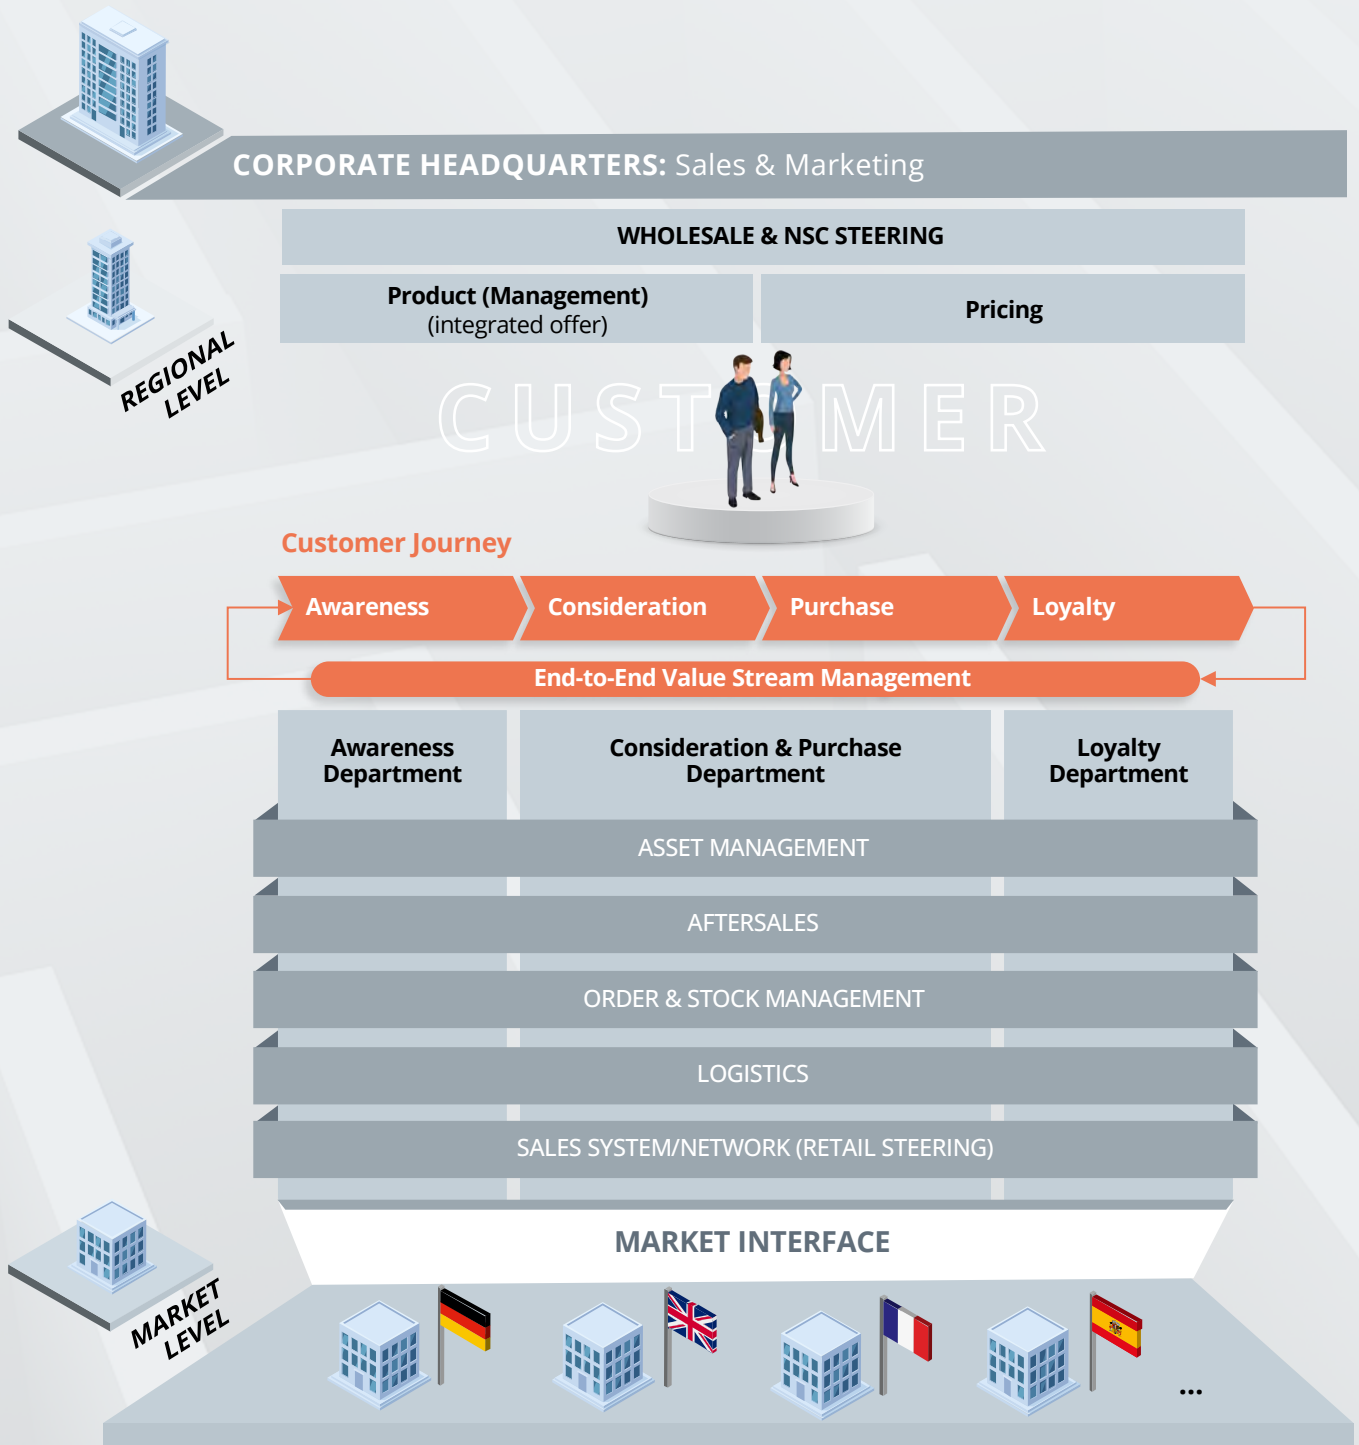 CORPORATE HEADQUARTERS: Sales & Marketing
WHOLESALE & NSC STEERING
Product (Management)
(integrated offer)
Pricing
REGIONAL
LEVEL
CUSTOMER
Customer Journey
Awareness
Consideration
Purchase
Loyalty
End-to-End Value Stream Management
Awareness
Department
Consideration & Purchase
Department
Loyalty
Department
ASSET MANAGEMENT
AFTERSALES
ORDER & STOCK MANAGEMENT
LOGISTICS
SALES SYSTEM/NETWORK (RETAIL STEERING)
MARKET INTERFACE
MARKET
LEVEL
...